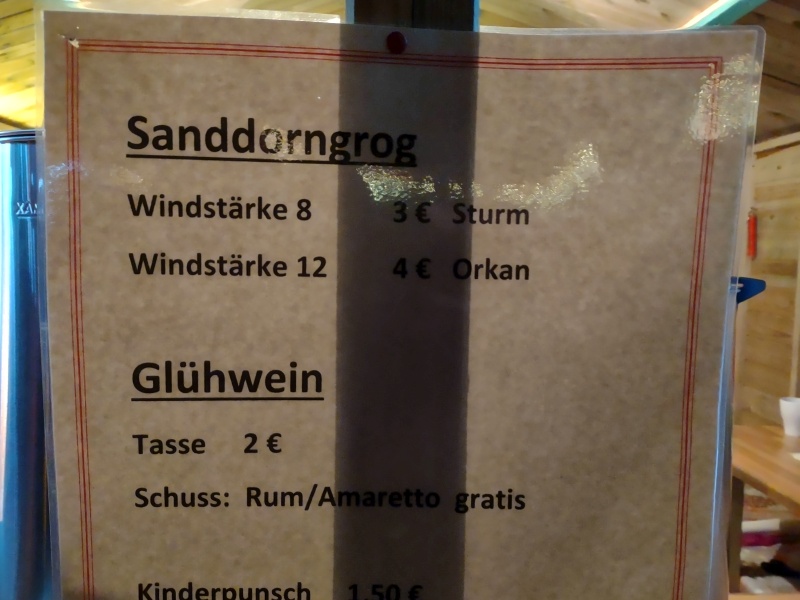 Sanddorngrog
Windstärke 8 3 € Sturm
Windstärke 12 4 € Orkan
Glühwein
Tasse 2 €
Schuss: Rum/Amaretto gratis
Kinderpunsch 1,50 €